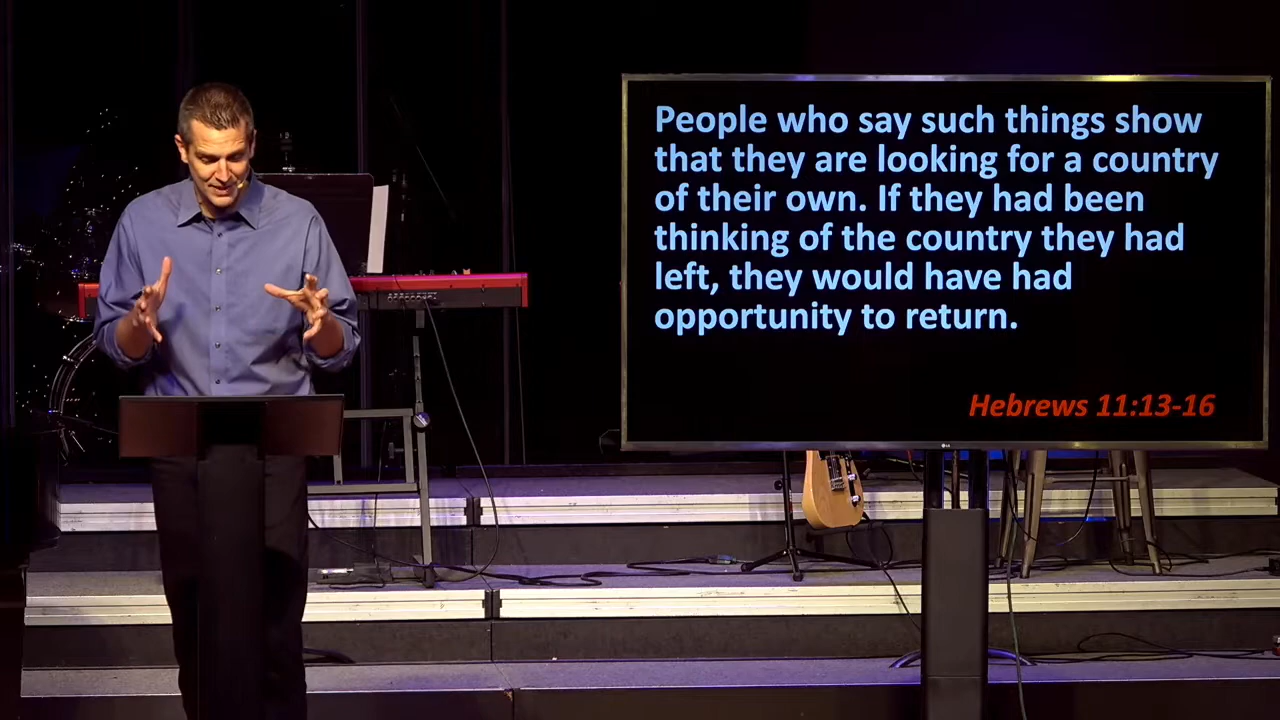 People who say such things show
that they are looking for a country
of their own. If they had been
thinking of the country they had
left, they would have had
opportunity to return.
Hebrews 11:13-16
LG